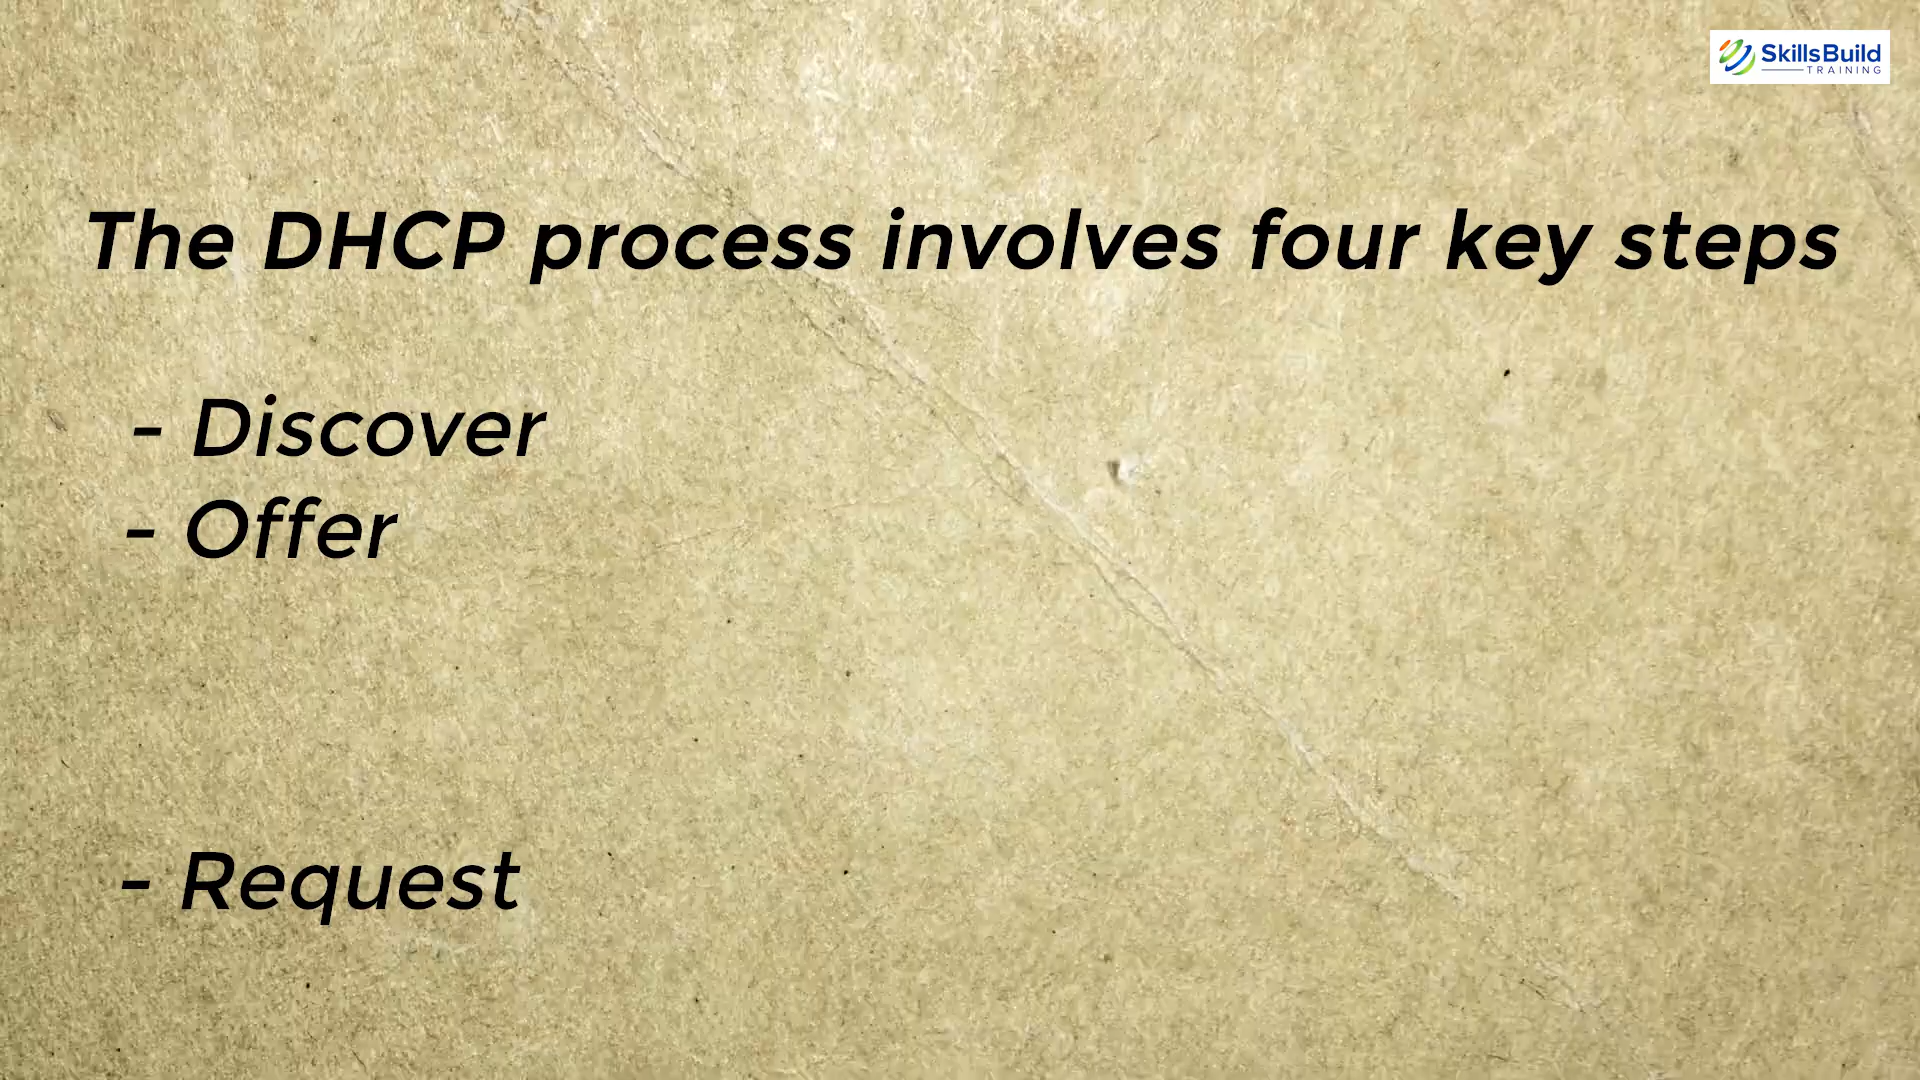 SkillsBuild
TRAINING
The DHCP process involves four key steps
- Discover
- Offer
- Request